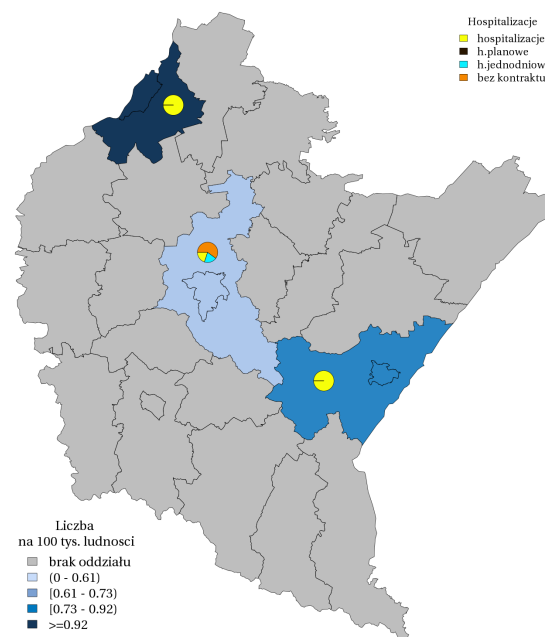 Hospitalizacje
hospitalizacje
h.planowe
h.jednodniowe
bez kontraktu
Liczba
na 100 tys. ludnosci
brak oddziału
(0 - 0.61)
[0.61 - 0.73)
[0.73 - 0.92)
>=0.92